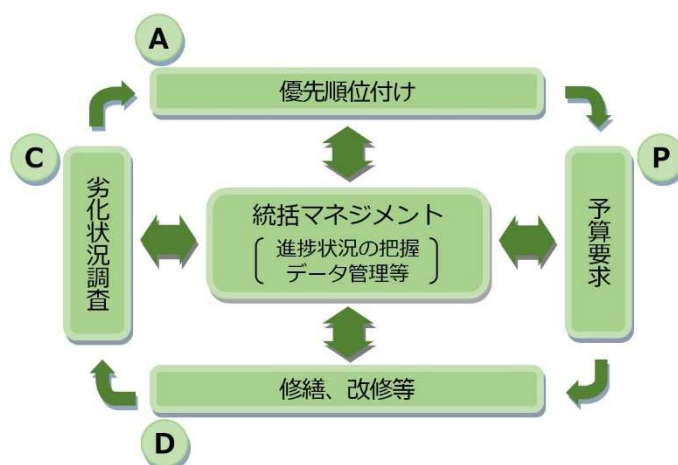 A
優先順位付け
C
P
劣化状況調査
統括マネジメント
進捗状況の把握
データ管理等
予算要求
修繕、改修等
D